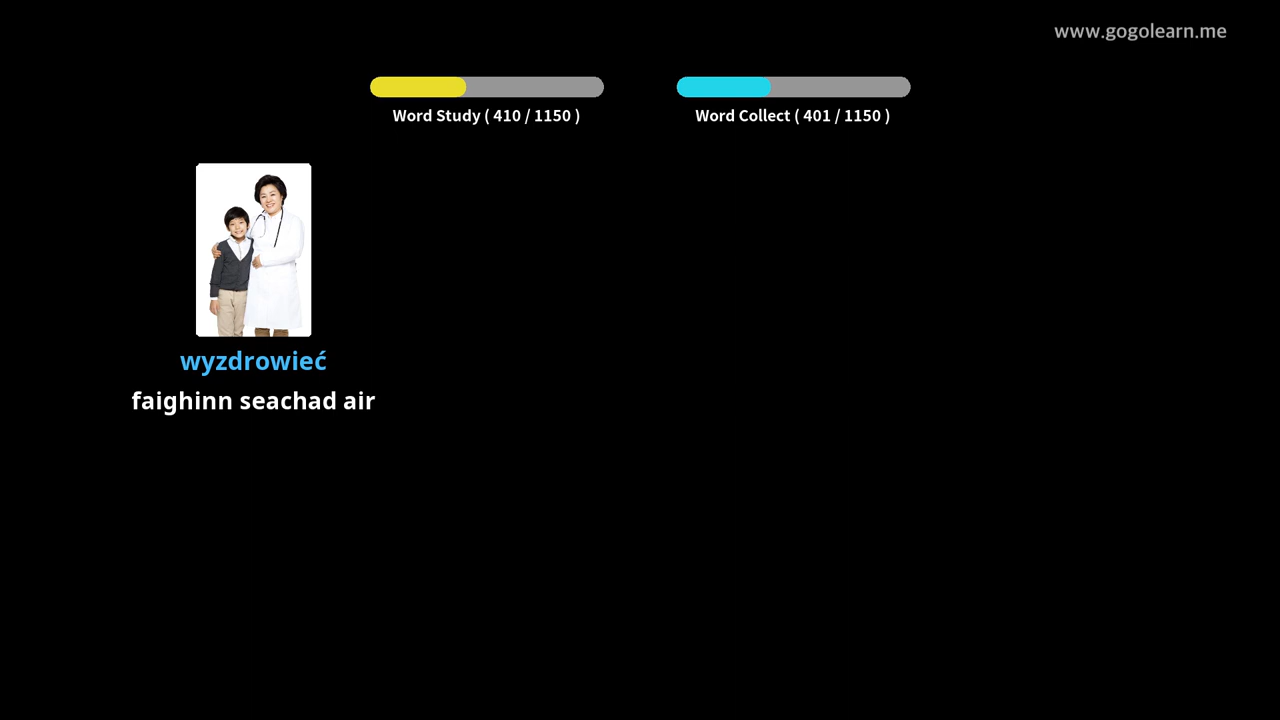 www.gogolearn.me
Word Study ( 410 / 1150 )
Word Collect ( 401 / 1150 )
wyzdrowieć
faighinn seachad air